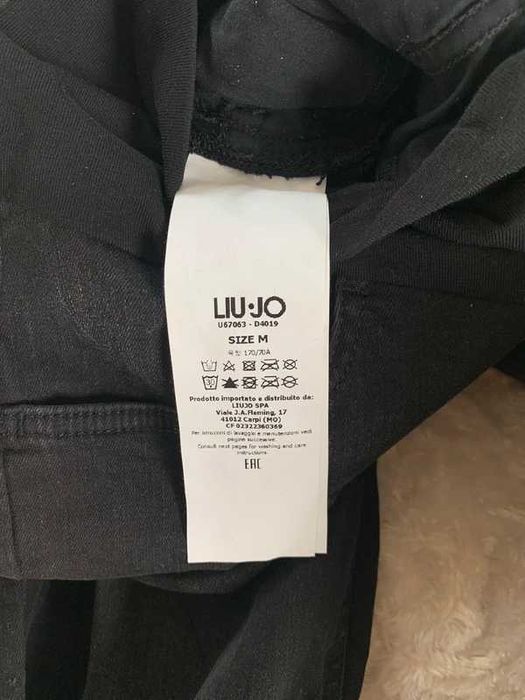 LIU·JO
U67063 - D4019
SIZE M
170/70A
Prodotto importato e distribuito da:
LIUJO SPA
Viale J.A.Fleming, 17
41012 Carpi (MO)
CF 02322360369
Per istruzioni di lavaggio e manutenzioni vedi
pagine successive.
Consult next pages for washing and care
instructions.
EAC